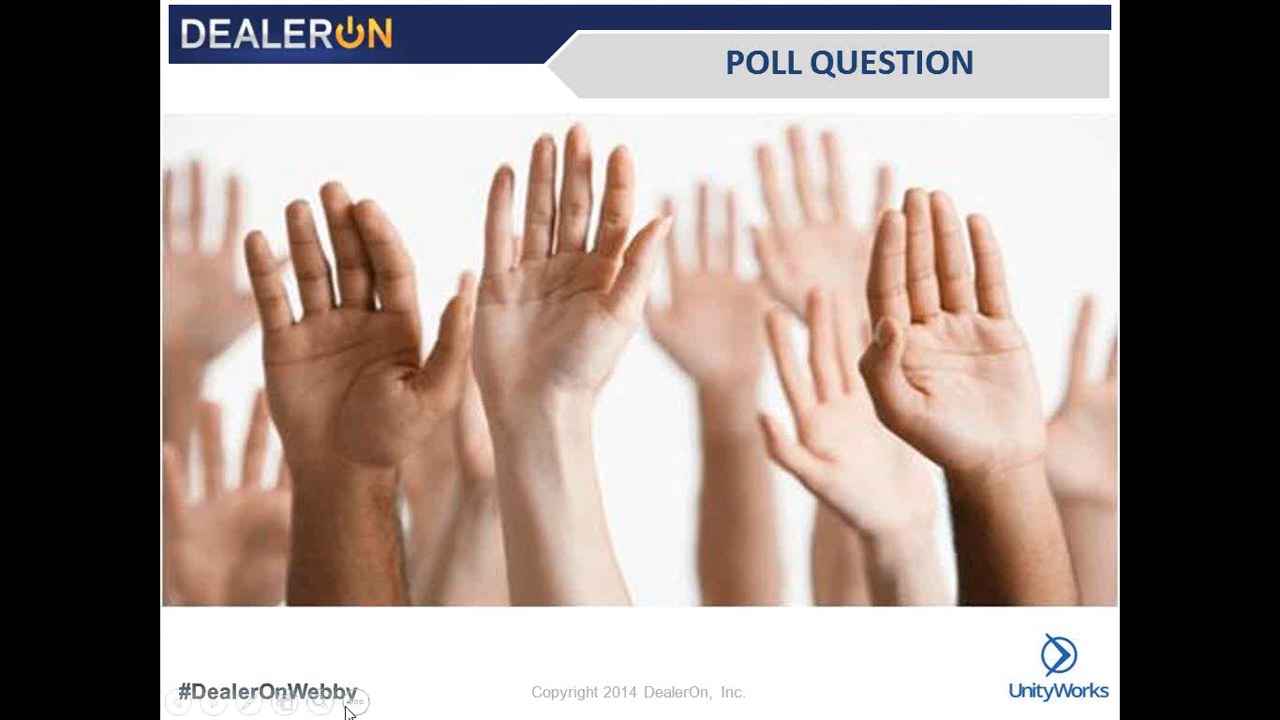 DEALERON
POLL QUESTION
#DealerOnWebby
Copyright 2014 DealerOn, Inc.
UnityWorks